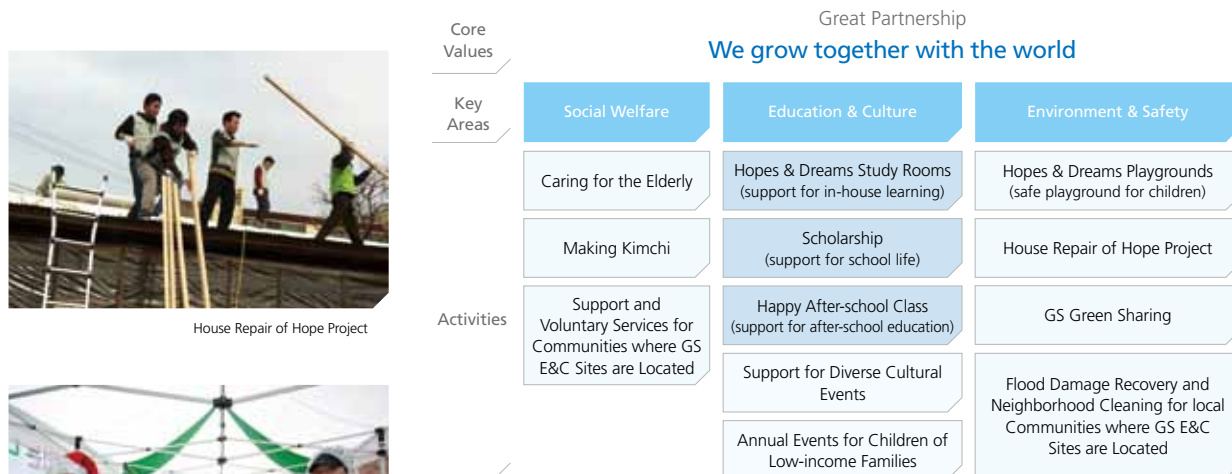 House Repair of Hope Project
Core
Values
Great Partnership
We grow together with the world
Key
Areas
Social Welfare
Education & Culture
Environment & Safety
Activities
Caring for the Elderly
Making Kimchi
Support and
Voluntary Services for
Communities where GS
E&C Sites are Located
Hopes & Dreams Study Rooms
(support for in-house learning)
Scholarship
(support for school life)
Happy After-school Class
(support for after-school education)
Support for Diverse Cultural
Events
Annual Events for Children of
Low-income Families
Hopes & Dreams Playgrounds
(safe playground for children)
House Repair of Hope Project
GS Green Sharing
Flood Damage Recovery and
Neighborhood Cleaning for local
Communities where GS E&C
Sites are Located